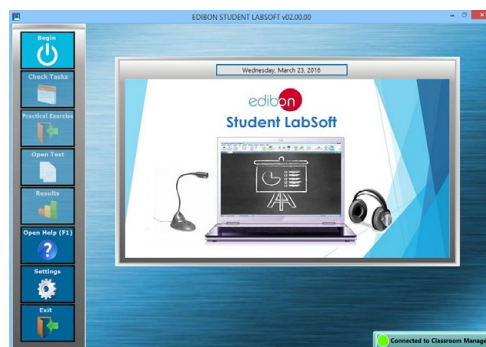 EDIBON STUDENT LABSOFT v02.00.00
Begin
Check Tasks
Practical Exercise
Open Test
Results
Open Help (F1)
Settings
Exit
Wednesday, March 23, 2016
edibon
Student LabSoft
Connected to Classroom Manage